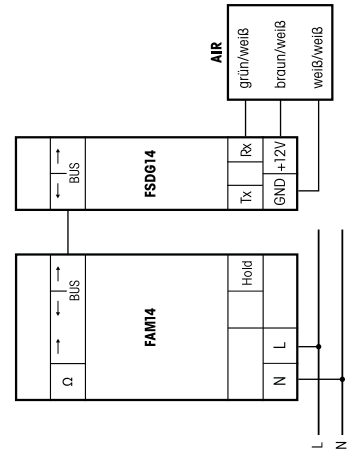 AIR
grün/weiß
braun/weiß
weiß/weiß
BUS
FSDG14
Tx
Rx
GND
+12V
Ω
BUS
FAM14
Hold
N
L
L
N